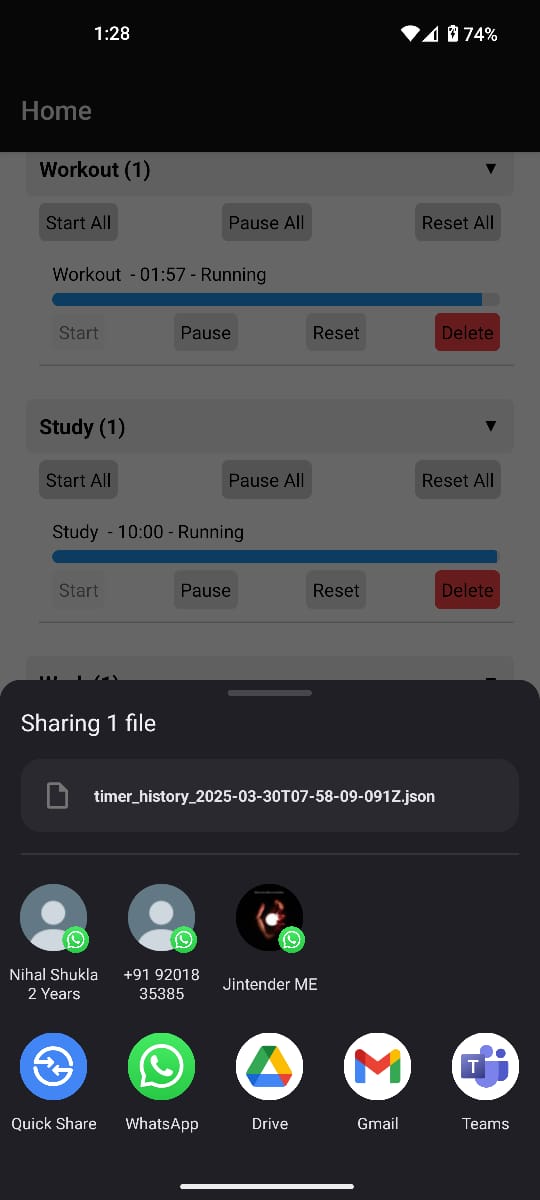 1:28
74%
Home
Workout (1) ▼
Start All Pause All Reset All
Workout - 01:57 - Running
Start Pause Reset Delete
Study (1) ▼
Start All Pause All Reset All
Study - 10:00 - Running
Start Pause Reset Delete
Sharing 1 file
timer_history_2025-03-30T07-58-09-091Z.json
Nihal Shukla
2 Years
+91 92018
35385
Jintender ME
Quick Share WhatsApp Drive Gmail Teams